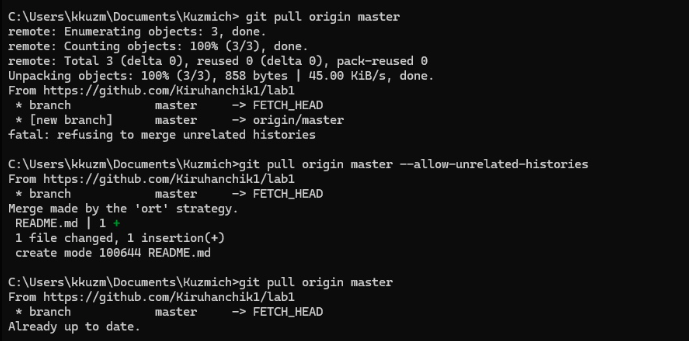 C:\Users\kkuzm\Documents\Kuzmich> git pull origin master
remote: Enumerating objects: 3, done.
remote: Counting objects: 100% (3/3), done.
remote: Total 3 (delta 0), reused 0 (delta 0), pack-reused 0
Unpacking objects: 100% (3/3), 858 bytes | 45.00 KiB/s, done.
From https://github.com/Kiruhanchik1/lab1
 * branch            master     -> FETCH_HEAD
 * [new branch]      master     -> origin/master
fatal: refusing to merge unrelated histories
C:\Users\kkuzm\Documents\Kuzmich>git pull origin master --allow-unrelated-histories
From https://github.com/Kiruhanchik1/lab1
 * branch            master     -> FETCH_HEAD
Merge made by the 'ort' strategy.
 README.md | 1 +
 1 file changed, 1 insertion(+)
 create mode 100644 README.md
C:\Users\kkuzm\Documents\Kuzmich>git pull origin master
From https://github.com/Kiruhanchik1/lab1
 * branch            master     -> FETCH_HEAD
Already up to date.